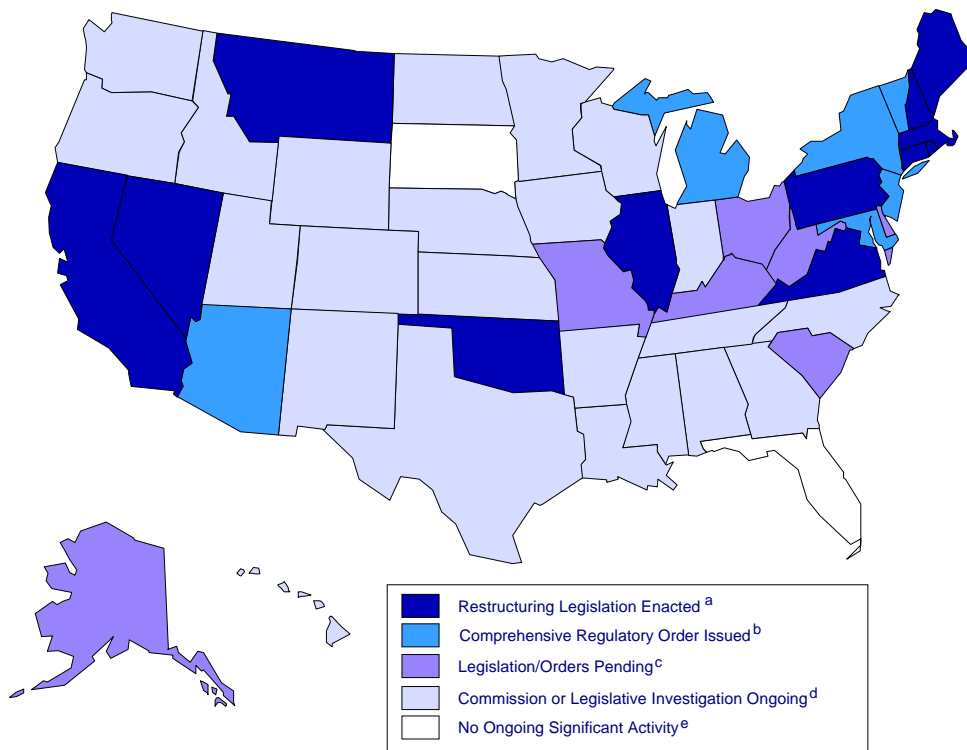 Restructuring Legislation Enacted a
Comprehensive Regulatory Order Issued b
Legislation/Orders Pending c
Commission or Legislative Investigation Ongoing d
No Ongoing Significant Activity e